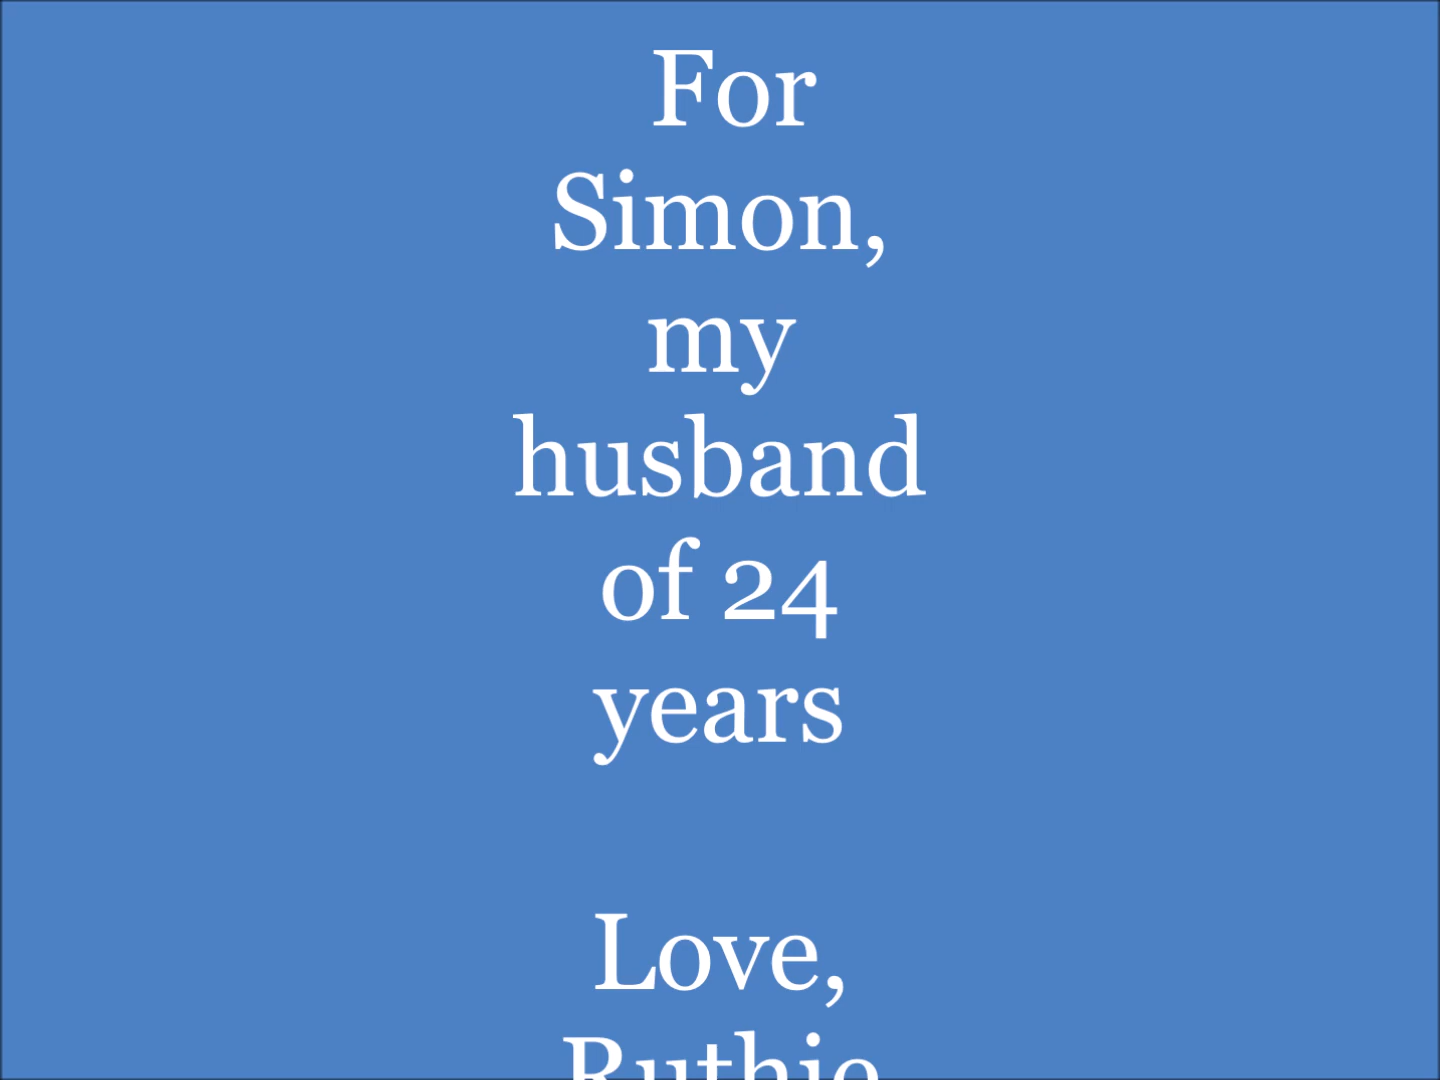 For
Simon,
my
husband
of 24
years
Love,
Ruthie